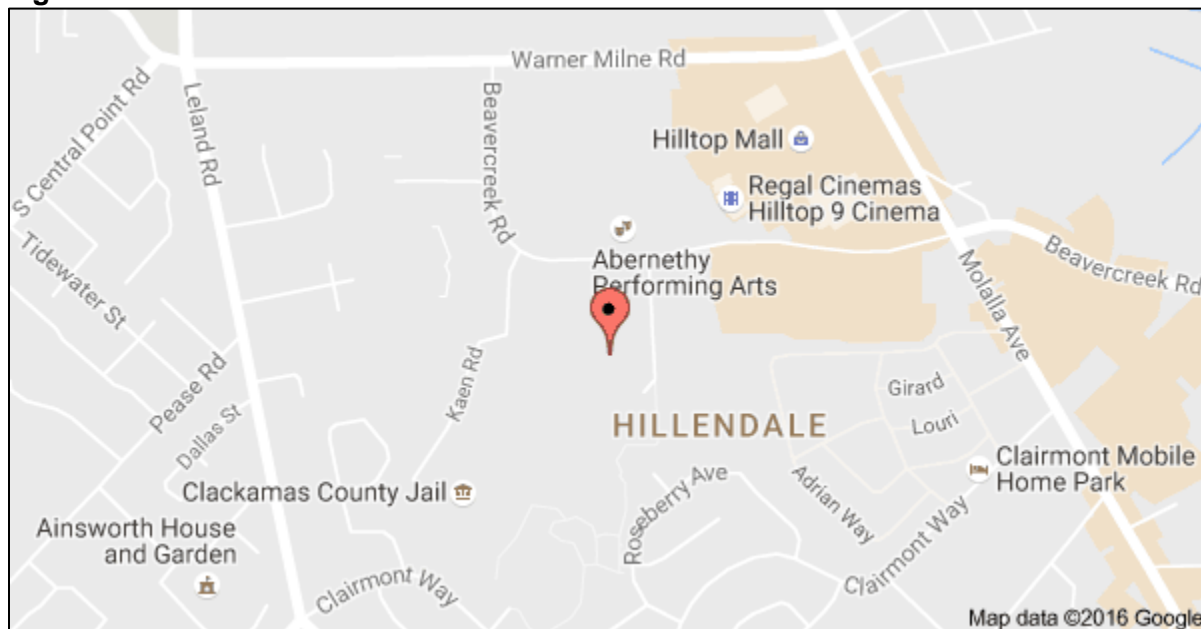 Warner Milne Rd
S Central Point Rd
Leland Rd
Beavercreek Rd
Hilltop Mall
Regal Cinemas
Hilltop 9 Cinema
Tidewater St
Abernethy
Performing Arts
Beavercreek Rd
Molalla Ave
Pease Rd
Kaen Rd
Dallas St
Girard
Louri
HILLENDALE
Clairmont Mobile
Home Park
Roseberry Ave
Adrian Way
Clackamas County Jail
Ainsworth House
and Garden
Clairmont Way
Clairmont Way
Map data ©2016 Google